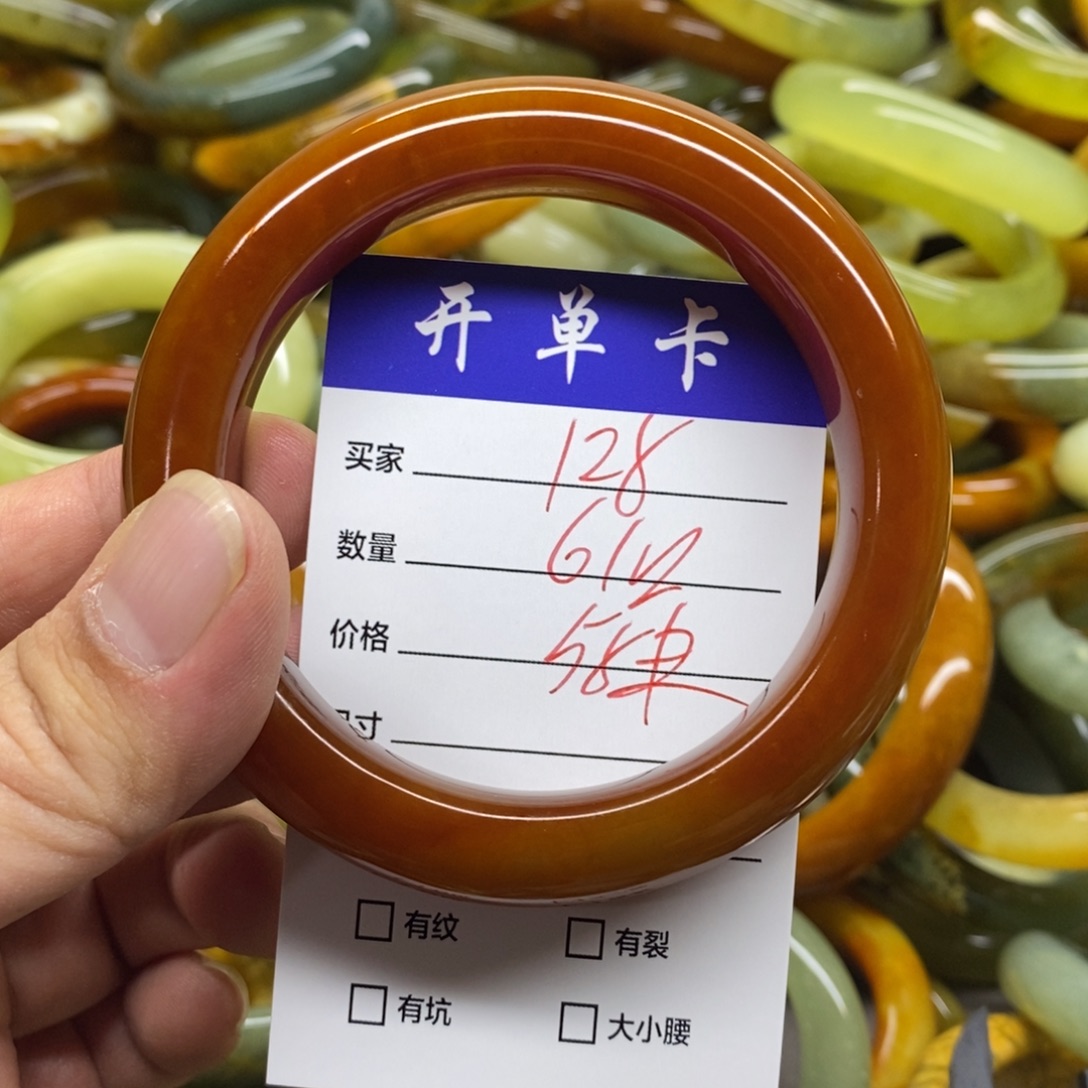 开单卡
买家 128
数量 61
价格 58
寸
有纹 有裂
有坑 大小腰